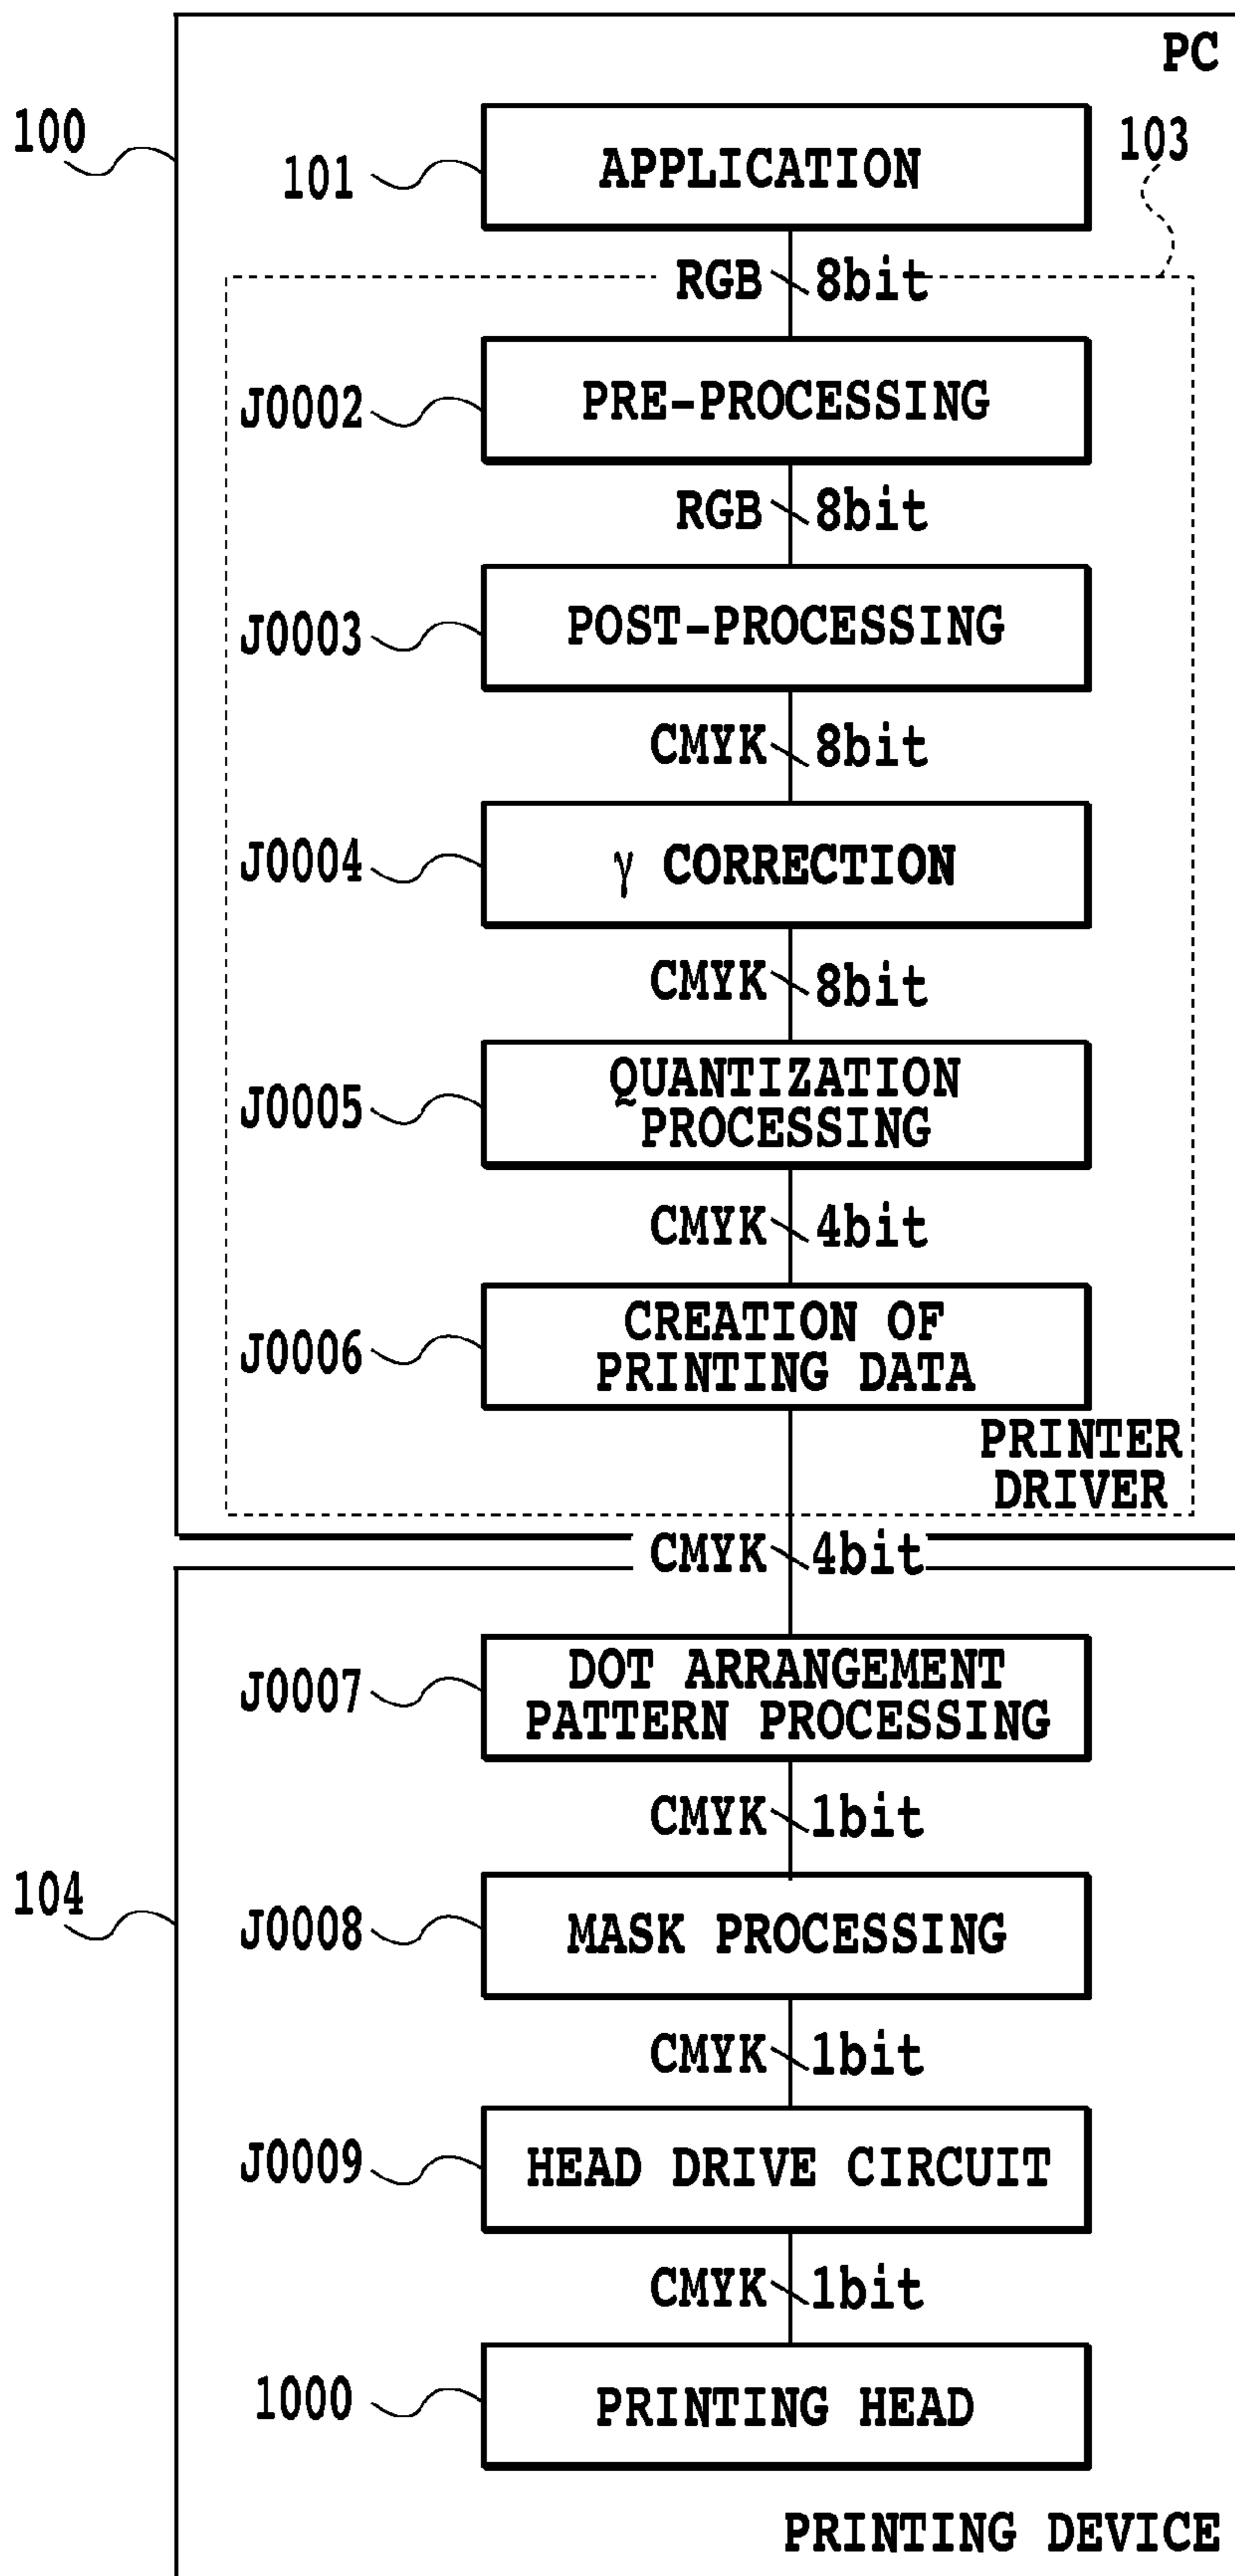 PC
100
103
101
APPLICATION
RGB 8bit
J0002
PRE-PROCESSING
RGB 8bit
J0003
POST-PROCESSING
CMYK 8bit
J0004
γ CORRECTION
CMYK 8bit
J0005
QUANTIZATION
PROCESSING
CMYK 4bit
J0006
CREATION OF
PRINTING DATA
PRINTER
DRIVER
CMYK 4bit
J0007
DOT ARRANGEMENT
PATTERN PROCESSING
CMYK 1bit
104
J0008
MASK PROCESSING
CMYK 1bit
J0009
HEAD DRIVE CIRCUIT
CMYK 1bit
1000
PRINTING HEAD
PRINTING DEVICE